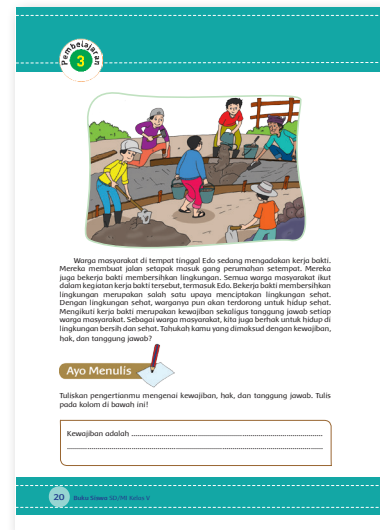 Pembelajaran
3
Warga masyarakat di tempat tinggal Edo sedang mengadakan kerja bakti.
Mereka membuat jalan setapak masuk gang perumahan setempat. Mereka
juga bekerja bakti membersihkan lingkungan. Semua warga masyarakat ikut
dalam kegiatan kerja bakti tersebut, termasuk Edo. Bekerja bakti membersihkan
lingkungan merupakan salah satu upaya menciptakan lingkungan sehat.
Dengan lingkungan sehat, warganya pun akan terdorong untuk hidup sehat.
Mengikuti kerja bakti merupakan kewajiban sekaligus tanggung jawab setiap
warga masyarakat. Sebagai warga masyarakat, kita juga berhak untuk hidup di
lingkungan bersih dan sehat. Tahukah kamu yang dimaksud dengan kewajiban,
hak, dan tanggung jawab?
Ayo Menulis
Tuliskan pengertianmu mengenai kewajiban, hak, dan tanggung jawab. Tulis
pada kolom di bawah ini!
Kewajiban adalah
20 Buku Siswa SD/MI Kelas V